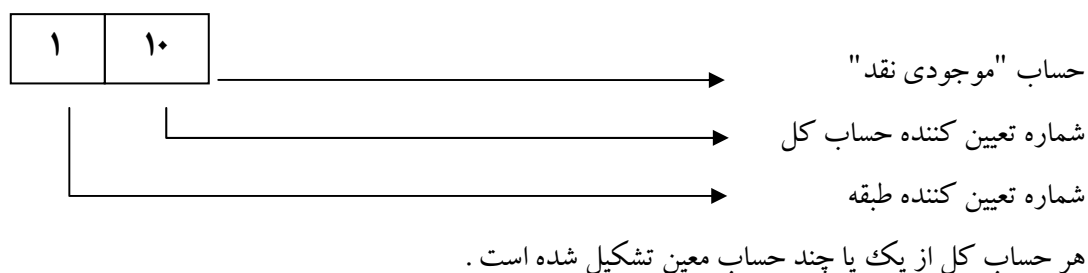 ۱ ۱۰
حساب "موجودی نقد"
شماره تعیین کننده حساب کل
شماره تعیین کننده طبقه
هر حساب کل از یک یا چند حساب معین تشکیل شده است .